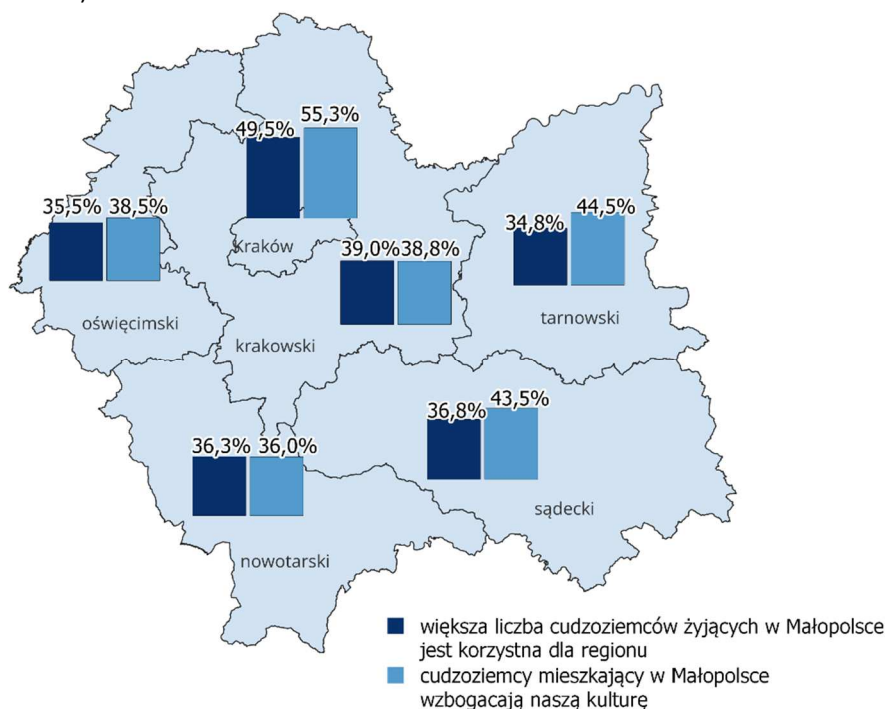 49,5% 55,3%
Kraków
35,5% 38,5%
oświęcimski
39,0% 38,8%
krakowski
34,8% 44,5%
tarnowski
36,8% 43,5%
sądecki
36,3% 36,0%
nowotarski
większa liczba cudzoziemców żyjących w Małopolsce
jest korzystna dla regionu
cudzoziemcy mieszkający w Małopolsce
wzbogacają naszą kulturę